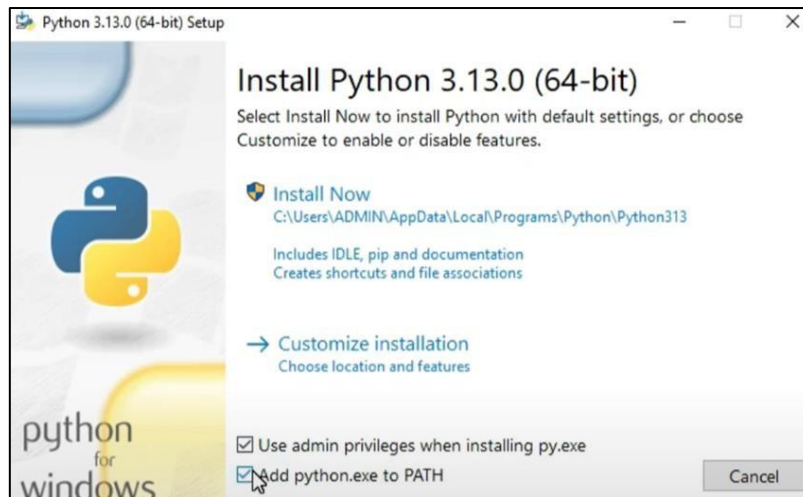 Python 3.13.0 (64-bit) Setup
Install Python 3.13.0 (64-bit)
Select Install Now to install Python with default settings, or choose
Customize to enable or disable features.
Install Now
C:\Users\ADMIN\AppData\Local\Programs\Python\Python313
Includes IDLE, pip and documentation
Creates shortcuts and file associations
Customize installation
Choose location and features
python
for
windows
Use admin privileges when installing py.exe
Add python.exe to PATH
Cancel